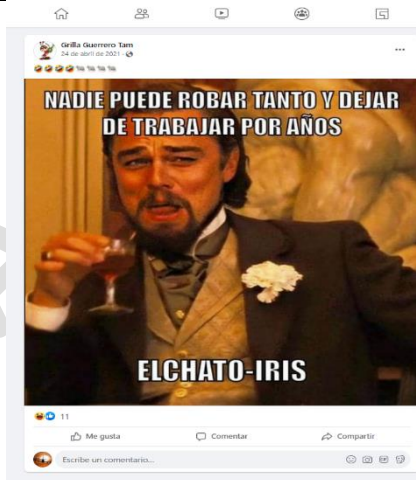 Grilla Guerrero Tam
24 de abril de 2021
NADIE PUEDE ROBAR TANTO Y DEJAR
DE TRABAJAR POR AÑOS
ELCHATO-IRIS
11
Me gusta
Comentar
Compartir
Escribe un comentario...